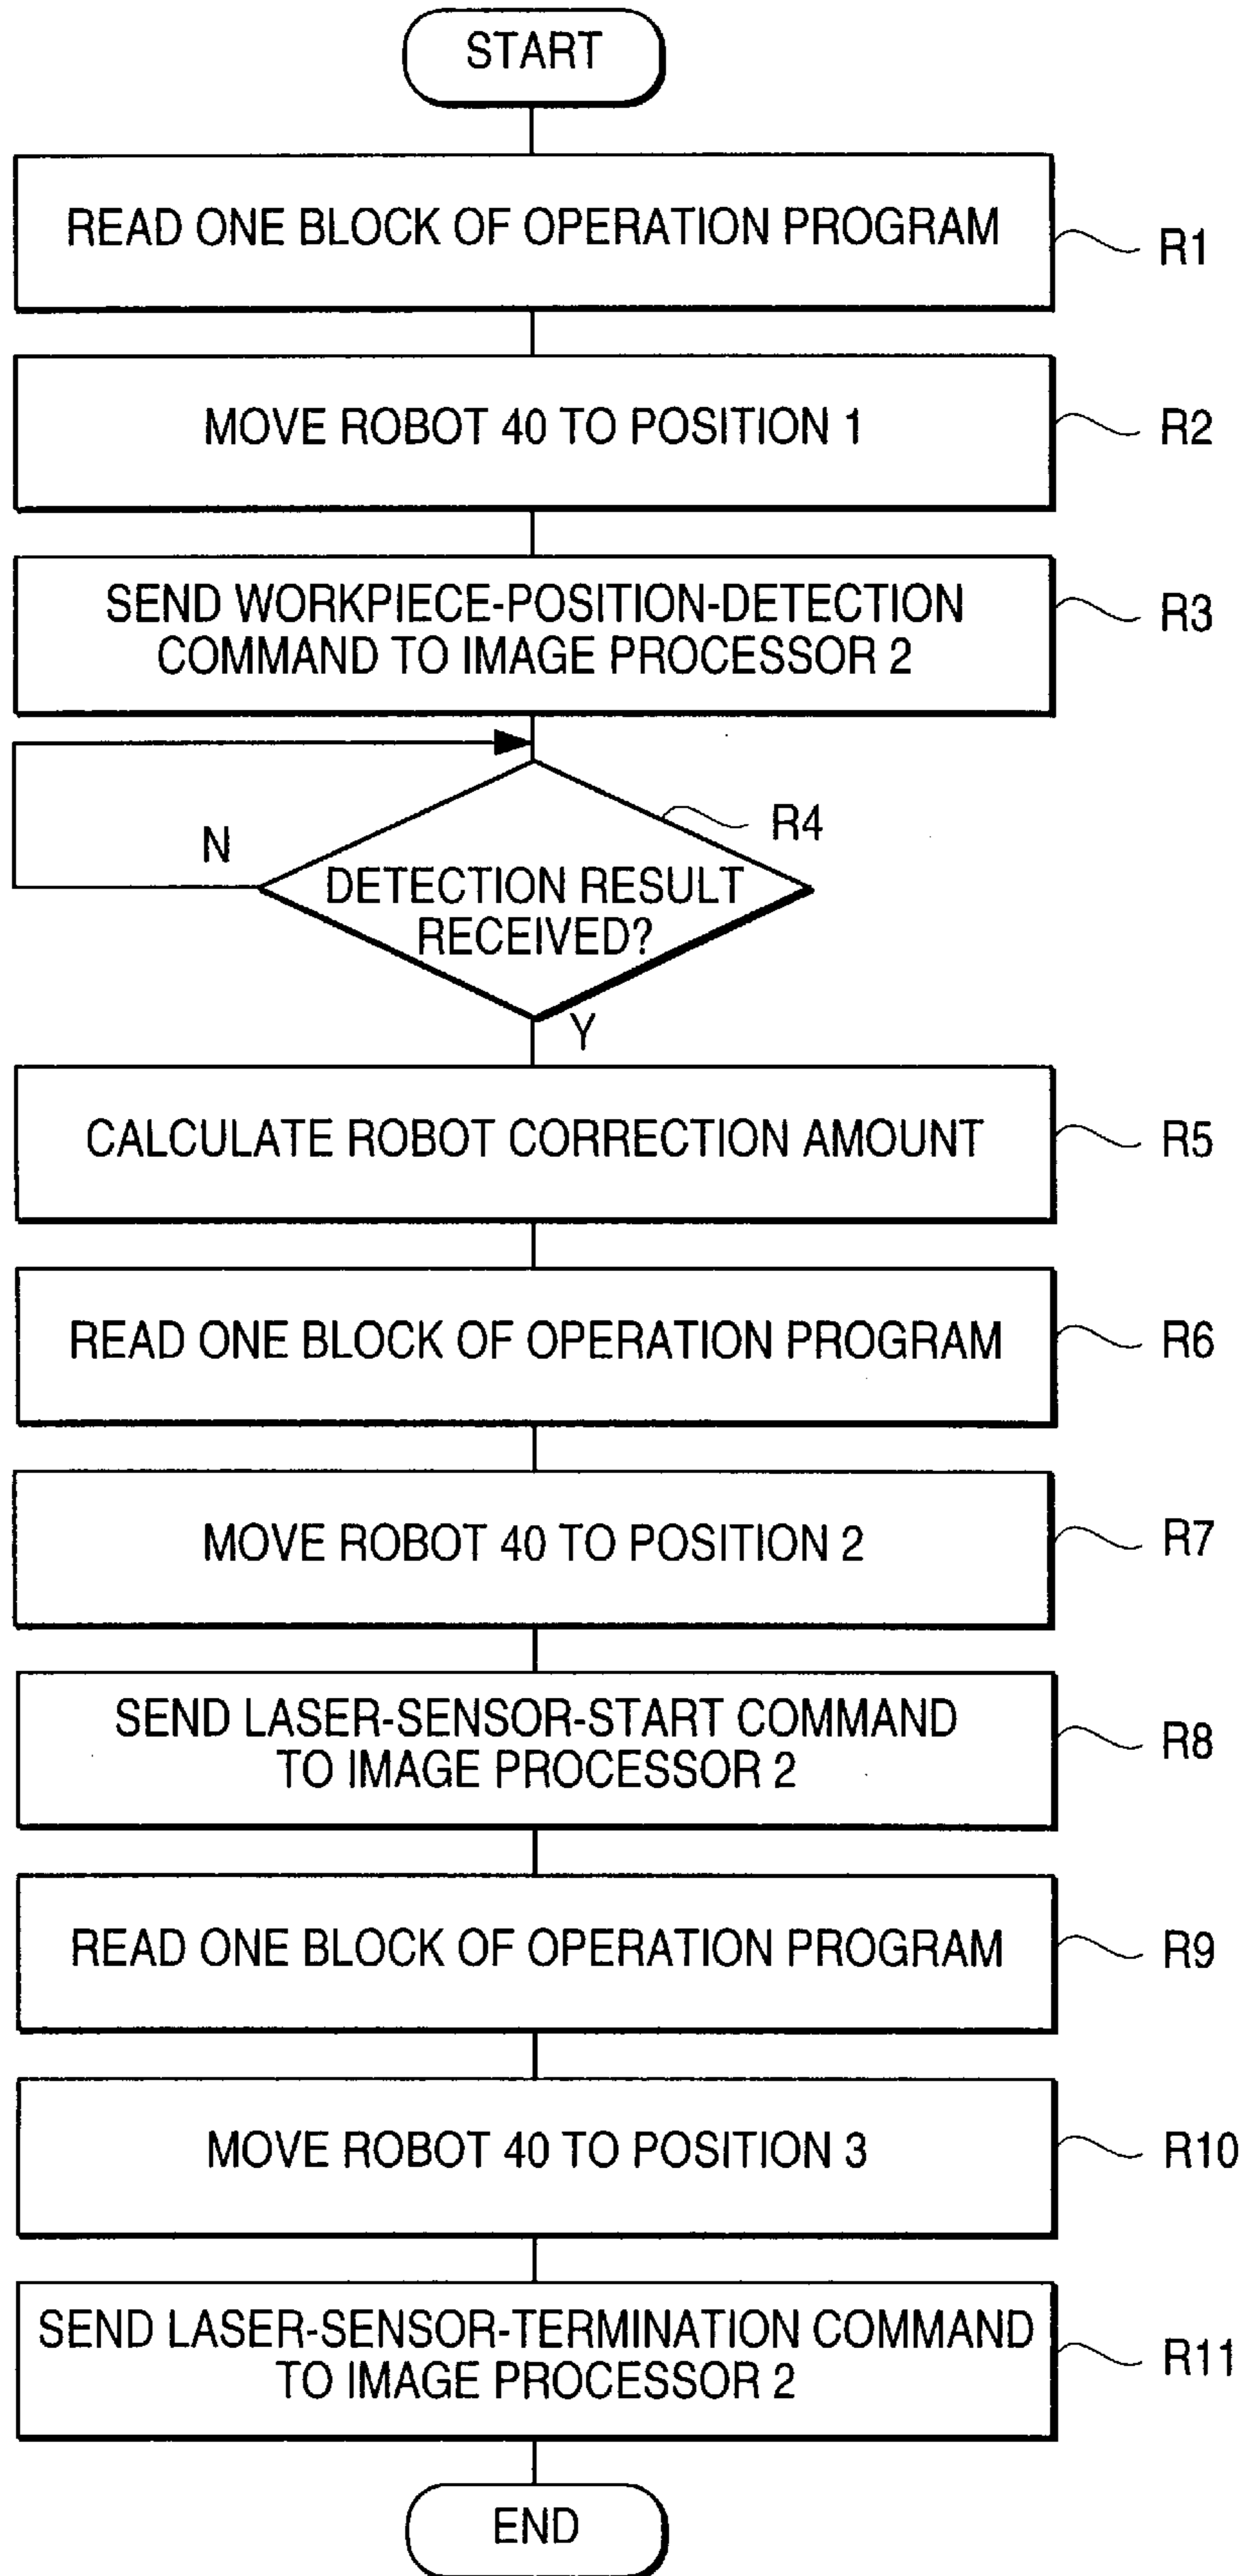 START
READ ONE BLOCK OF OPERATION PROGRAM
R1
MOVE ROBOT 40 TO POSITION 1
R2
SEND WORKPIECE-POSITION-DETECTION
COMMAND TO IMAGE PROCESSOR 2
R3
R4
N
DETECTION RESULT
RECEIVED?
Y
CALCULATE ROBOT CORRECTION AMOUNT
R5
READ ONE BLOCK OF OPERATION PROGRAM
R6
MOVE ROBOT 40 TO POSITION 2
R7
SEND LASER-SENSOR-START COMMAND
TO IMAGE PROCESSOR 2
R8
READ ONE BLOCK OF OPERATION PROGRAM
R9
MOVE ROBOT 40 TO POSITION 3
R10
SEND LASER-SENSOR-TERMINATION COMMAND
TO IMAGE PROCESSOR 2
R11
END